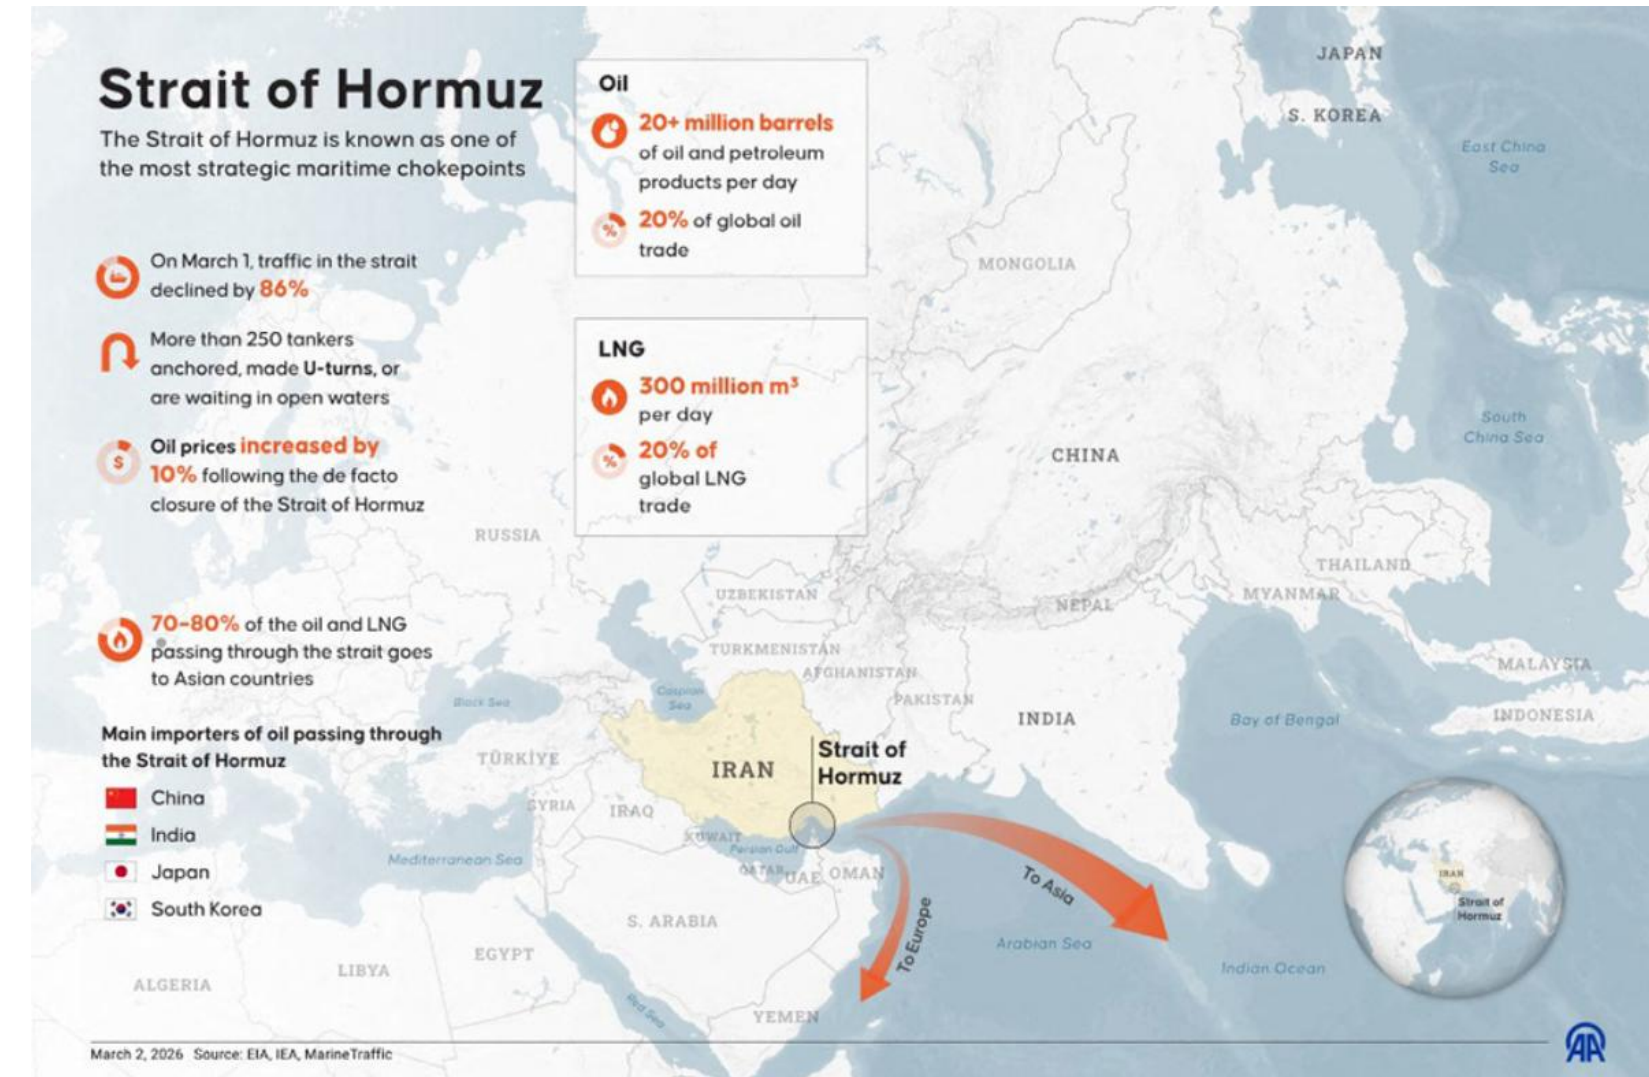 Strait of Hormuz
The Strait of Hormuz is known as one of
the most strategic maritime chokepoints
On March 1, traffic in the strait
declined by 86%
More than 250 tankers
anchored, made U-turns, or
are waiting in open waters
Oil prices increased by
10% following the de facto
closure of the Strait of Hormuz
70-80% of the oil and LNG
passing through the strait goes
to Asian countries
Main importers of oil passing through
the Strait of Hormuz
China
India
Japan
South Korea
Oil
20+ million barrels
of oil and petroleum
products per day
%
20% of global oil
trade
LNG
300 million m³
per day
%
20% of
global LNG
trade
$
JAPAN
S. KOREA
East China
Sea
MONGOLIA
South
China Sea
CHINA
RUSSIA
THAILAND
UZBEKISTAN
MYANMAR
NEPAL
TURKMENISTAN
AFGHANISTAN
MALAYSIA
PAKISTAN
Caspian
Sea
Black Sea
INDIA
Bay of Bengal
INDONESIA
TÜRKİYE
IRAN
Strait of
Hormuz
SYRIA
IRAQ
KUWAIT
Persian Gulf
Mediterranean Sea
QATAR
UAE
OMAN
To Asia
To Europe
S. ARABIA
Arabian Sea
EGYPT
LIBYA
ALGERIA
Indian Ocean
Red Sea
YEMEN
IRAN
Strait of
Hormuz
March 2, 2026 Source: EIA, IEA, MarineTraffic
AA